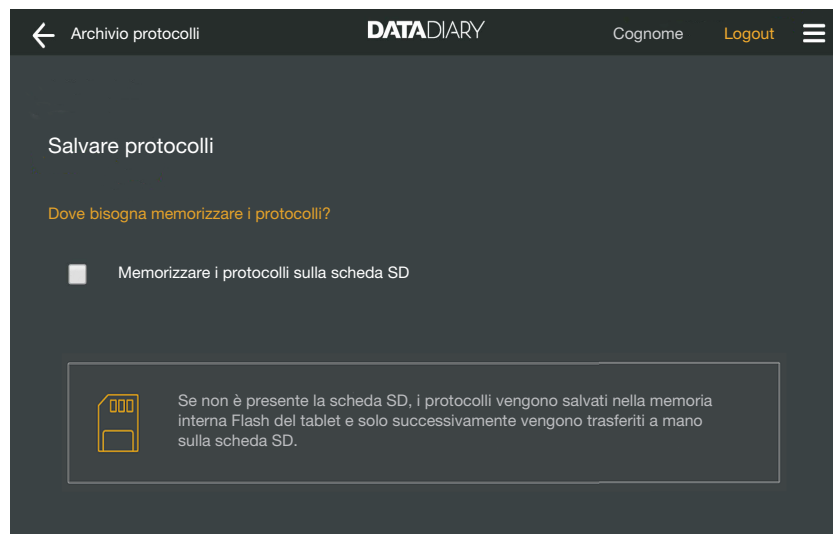 Archivio protocolli DATADIARY Cognome Logout
Salvare protocolli
Dove bisogna memorizzare i protocolli?
Memorizzare i protocolli sulla scheda SD
Se non è presente la scheda SD, i protocolli vengono salvati nella memoria
interna Flash del tablet e solo successivamente vengono trasferiti a mano
sulla scheda SD.